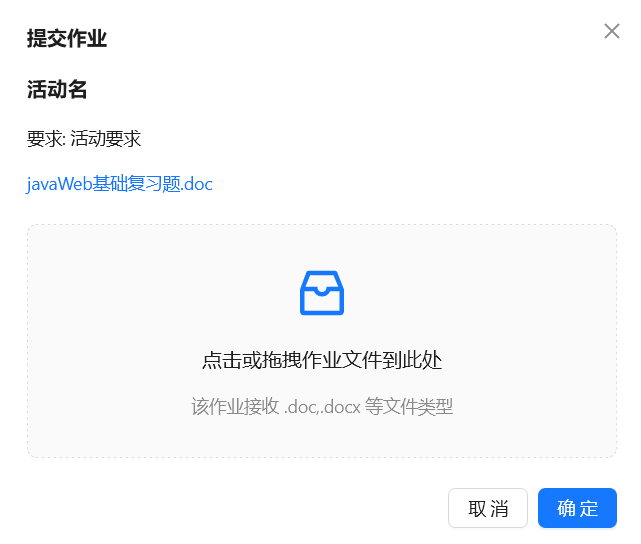 提交作业
活动名
要求: 活动要求
javaWeb基础复习题.doc
点击或拖拽作业文件到此处
该作业接收 .doc,.docx 等文件类型
取 消
确 定